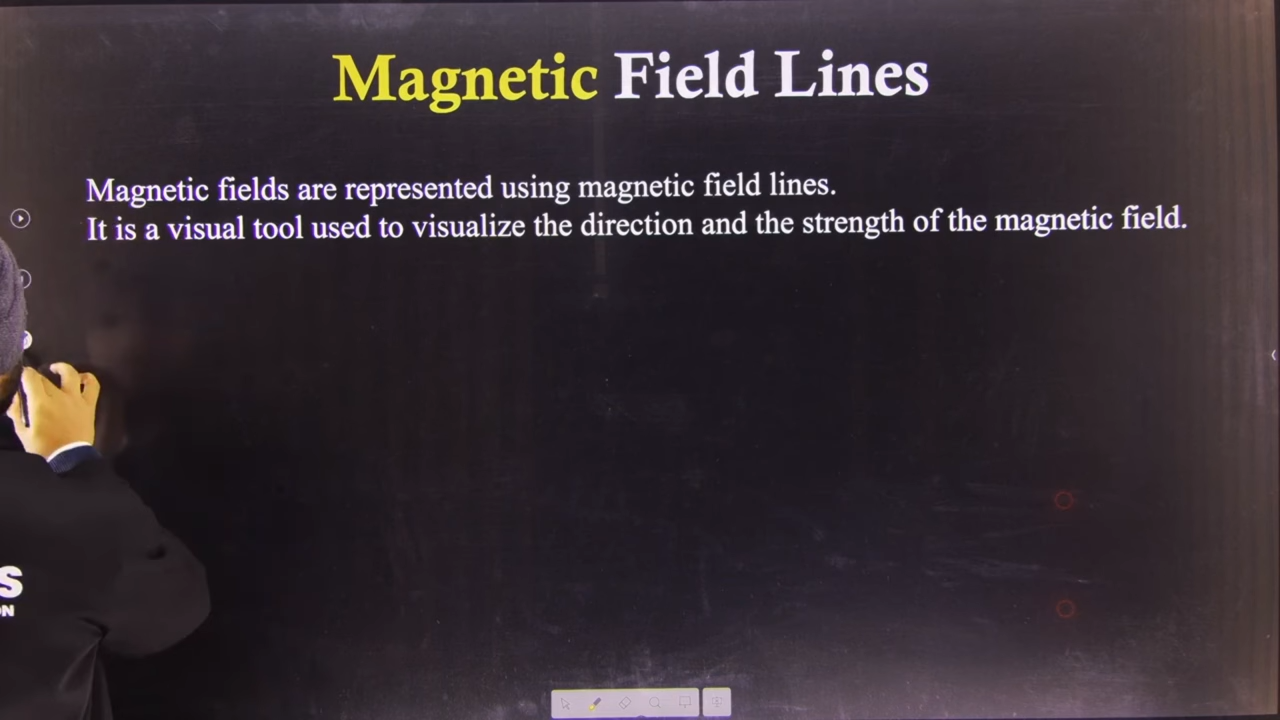 Magnetic Field Lines
Magnetic fields are represented using magnetic field lines.
It is a visual tool used to visualize the direction and the strength of the magnetic field.
S
ON